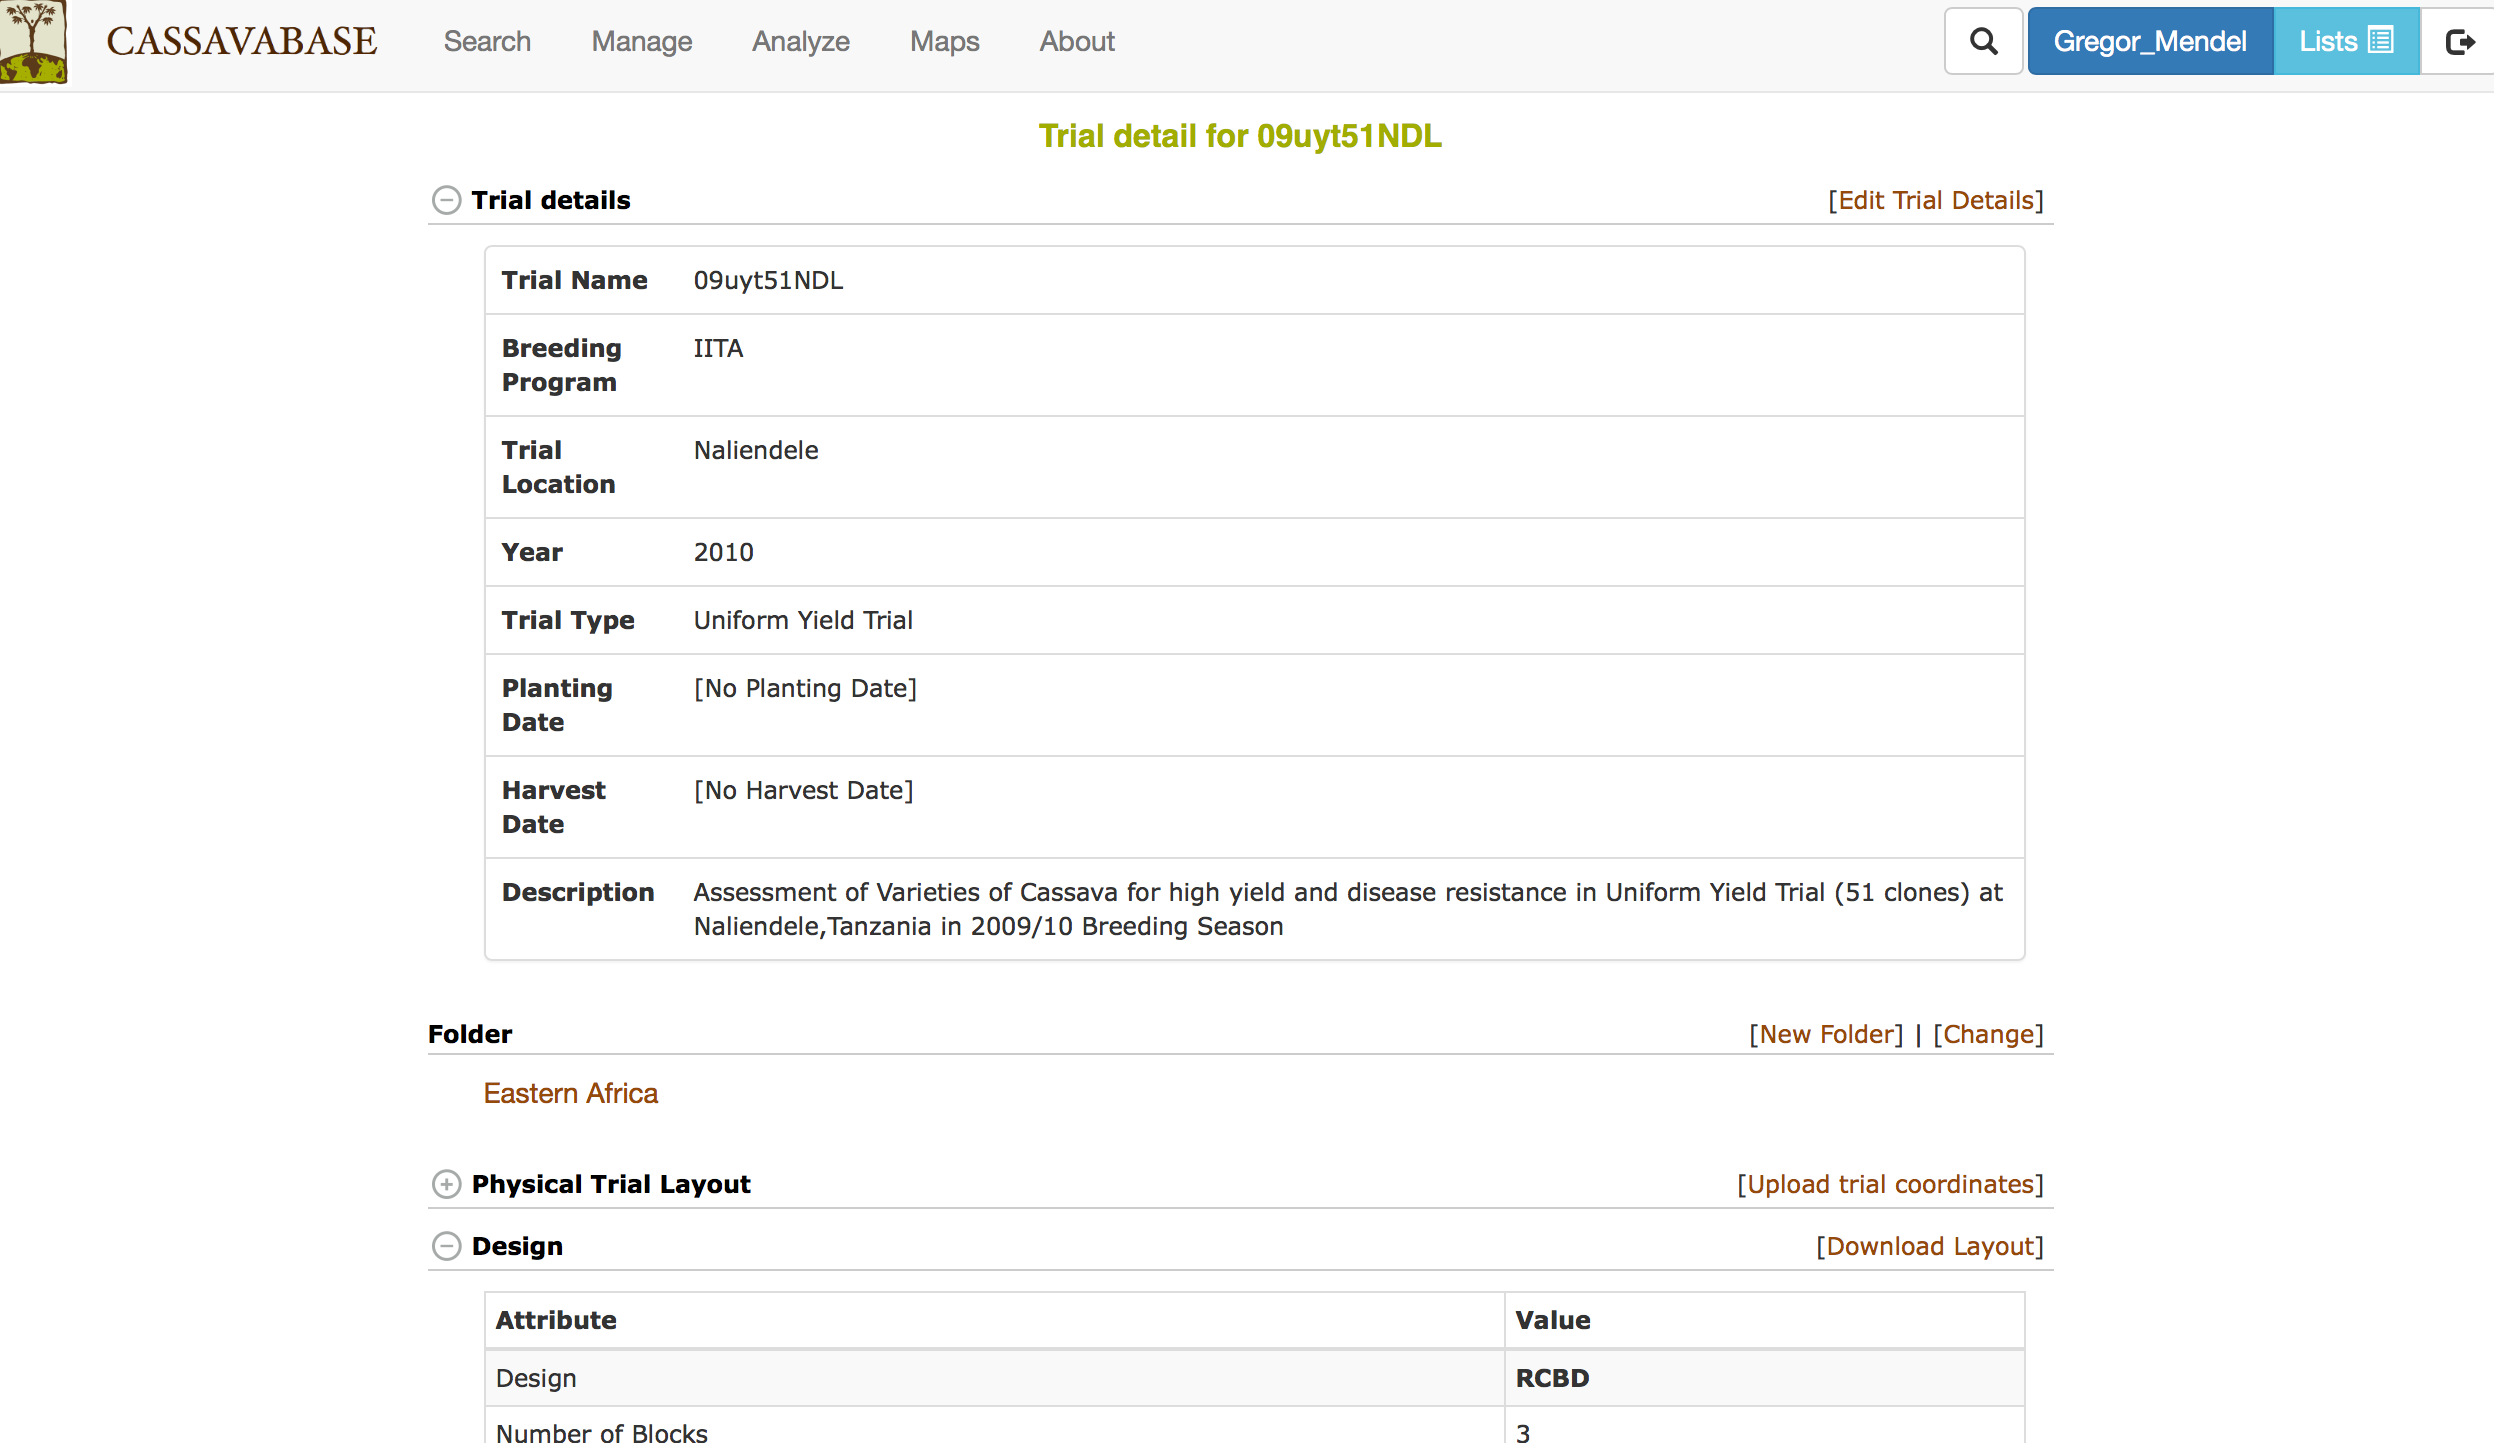 CASSAVABASE Search Manage Analyze Maps About Gregor_Mendel Lists
Trial detail for 09uyt51NDL
Trial details [Edit Trial Details]
Trial Name 09uyt51NDL
Breeding IITA
Program
Trial Naliendele
Location
Year 2010
Trial Type Uniform Yield Trial
Planting [No Planting Date]
Date
Harvest [No Harvest Date]
Date
Description Assessment of Varieties of Cassava for high yield and disease resistance in Uniform Yield Trial (51 clones) at
Naliendele,Tanzania in 2009/10 Breeding Season
Folder [New Folder] | [Change]
Eastern Africa
Physical Trial Layout [Upload trial coordinates]
Design [Download Layout]
Attribute Value
Design RCBD
Number of Blocks 3